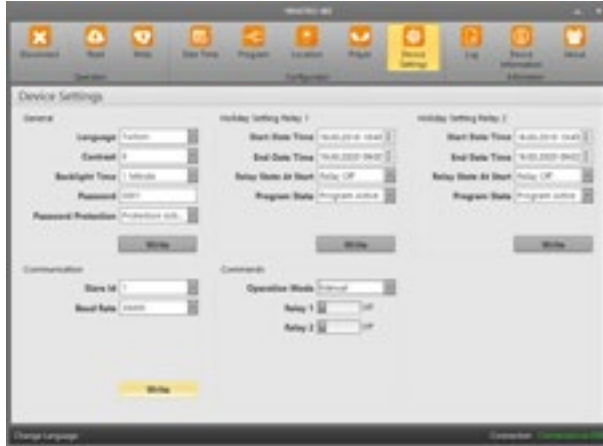 Disconnect Read Write Date Time Program Location Prayer Device Settings Log Device Information About
Operation Configuration Information
Device Settings
General
Language Turkish
Contrast
Backlight Time 1 Minute
Password
Password Protection Protection
Write
Holiday Setting Relay 1
Start Date Time
End Date Time
Relay State At Start Relay Off
Program State Program Active
Write
Holiday Setting Relay 2
Start Date Time
End Date Time
Relay State At Start Relay Off
Program State Program Active
Write
Communication
Slave Id 1
Baud Rate
Write
Commands
Operation Mode Interval
Relay 1 Off
Relay 2 Off
Change Language Connection